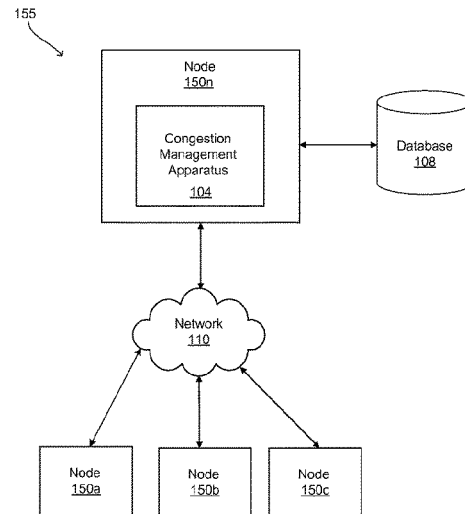 155
Node
150n
Congestion
Management
Apparatus
104
Database
108
Network
110
Node
150a
Node
150b
Node
150c